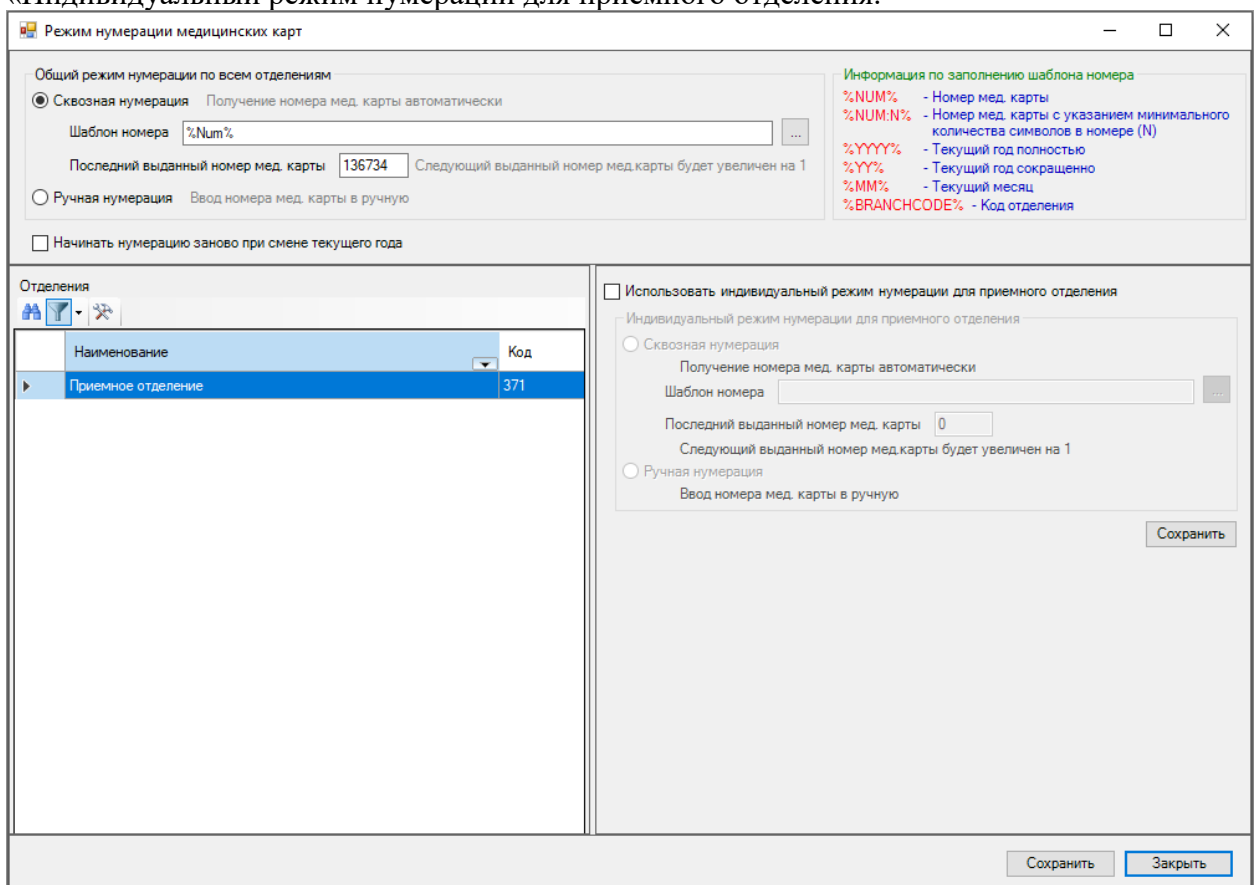 «Индивидуальный режим нумерации для приемного отделения.
Режим нумерации медицинских карт
Общий режим нумерации по всем отделениям
Сквозная нумерация Получение номера мед. карты автоматически
Шаблон номера %Num% ...
Последний выданный номер мед. карты 136734 Следующий выданный номер мед.карты будет увеличен на 1
Ручная нумерация Ввод номера мед. карты в ручную
Начинать нумерацию заново при смене текущего года
Информация по заполнению шаблона номера
%NUM% - Номер мед. карты
%NUM:N% - Номер мед. карты с указанием минимального
количества символов в номере (N)
%YYYY% - Текущий год полностью
%YY% - Текущий год сокращенно
%MM% - Текущий месяц
%BRANCHCODE% - Код отделения
Отделения
Наименование Код
Приемное отделение 371
Использовать индивидуальный режим нумерации для приемного отделения
Индивидуальный режим нумерации для приемного отделения
Сквозная нумерация
Получение номера мед. карты автоматически
Шаблон номера ...
Последний выданный номер мед. карты 0
Следующий выданный номер мед.карты будет увеличен на 1
Ручная нумерация
Ввод номера мед. карты в ручную
Сохранить
Сохранить Закрыть